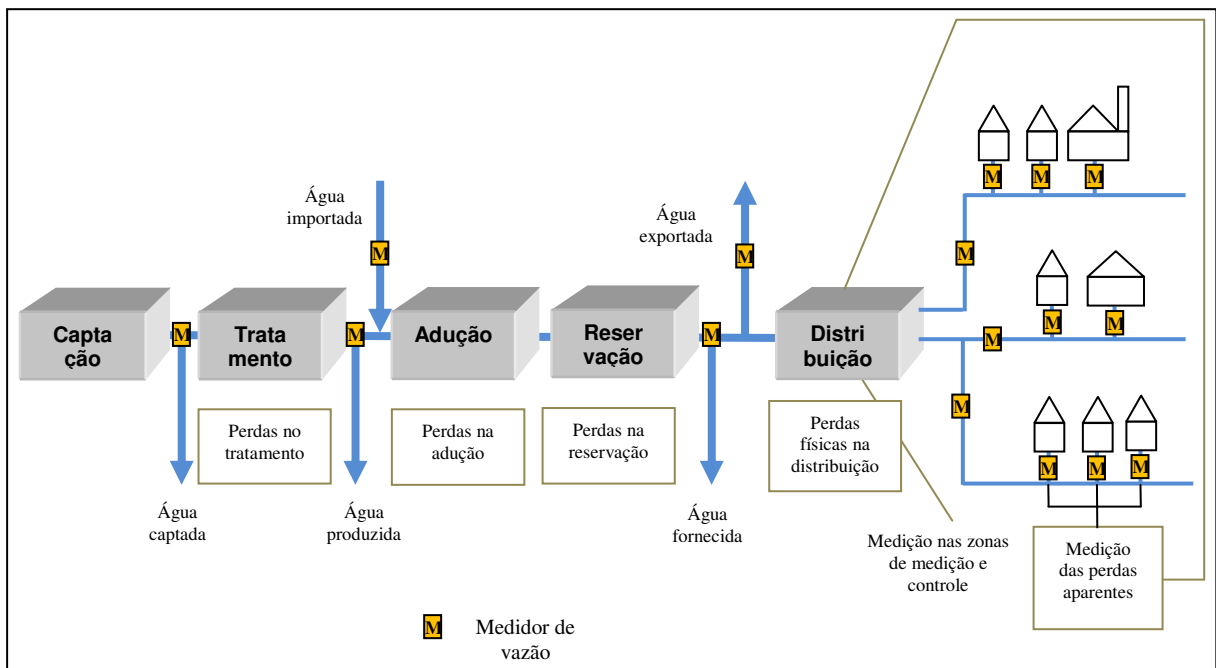 Água
importada
M
Água
exportada
M
M
M
M
M
Capta
ção
M
Trata
mento
M
Adução
Reser
vação
M
Distri
buição
M
M
M
M
Perdas no
tratamento
Perdas na
adução
Perdas na
reservação
Perdas
físicas na
distribuição
M
M
M
Água
captada
Água
produzida
Água
fornecida
Medição nas zonas
de medição e
controle
Medição
das perdas
aparentes
M
Medidor de
vazão